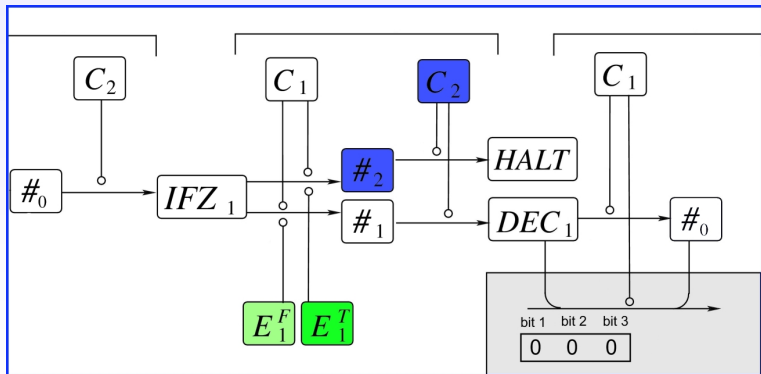 C₂
C₁
C₂
C₁
#₀
IFZ₁
#₂
HALT
#₁
DEC₁
#₀
E₁ᶠ
E₁ᵀ
bit 1 bit 2 bit 3
0 0 0